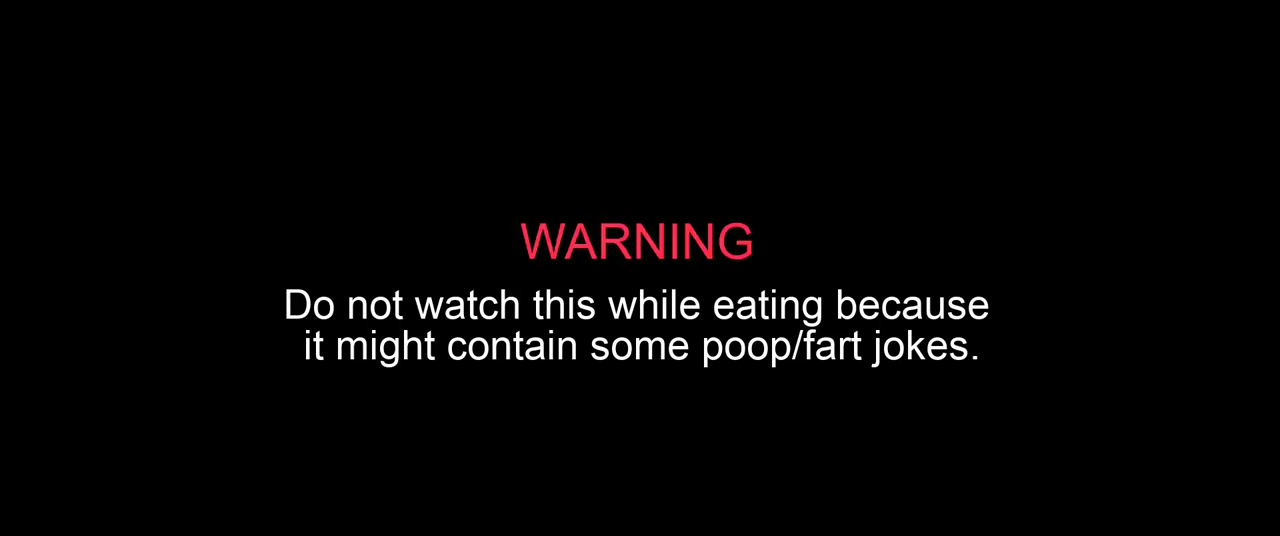 WARNING
Do not watch this while eating because
it might contain some poop/fart jokes.